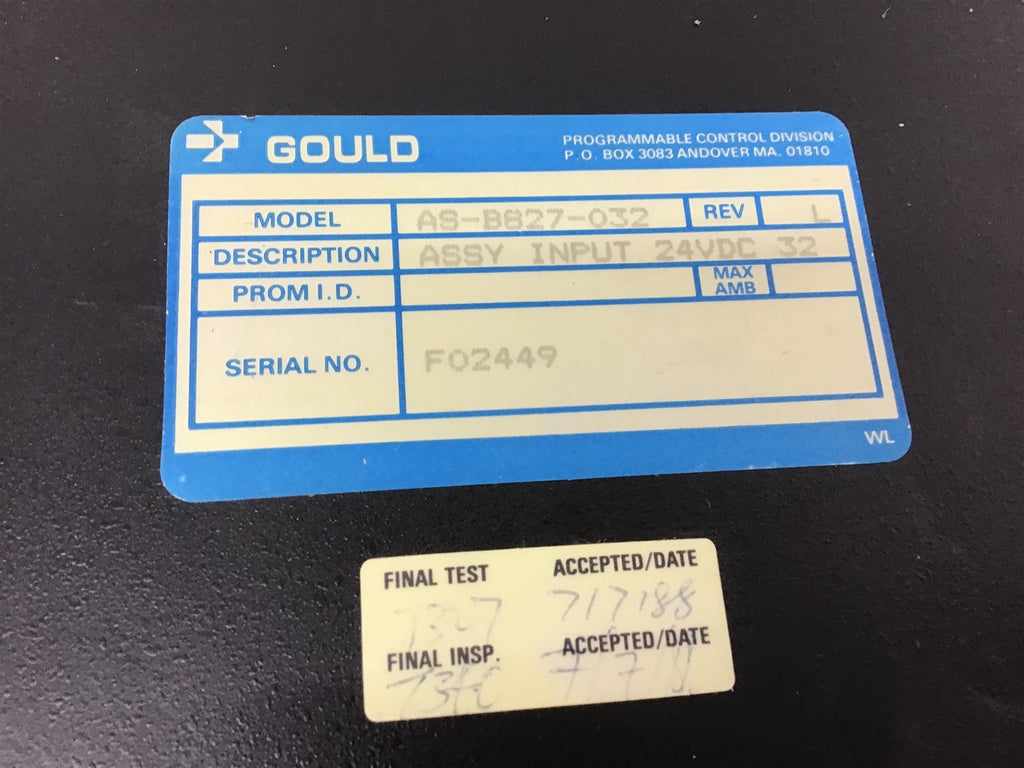 GOULD
PROGRAMMABLE CONTROL DIVISION
P.O. BOX 3083 ANDOVER MA. 01810
MODEL AS-B827-032 REV L
DESCRIPTION ASSY INPUT 24VDC 32
PROM I.D. MAX AMB
SERIAL NO. F02449
WL
FINAL TEST ACCEPTED/DATE
7/7/88
FINAL INSP. ACCEPTED/DATE